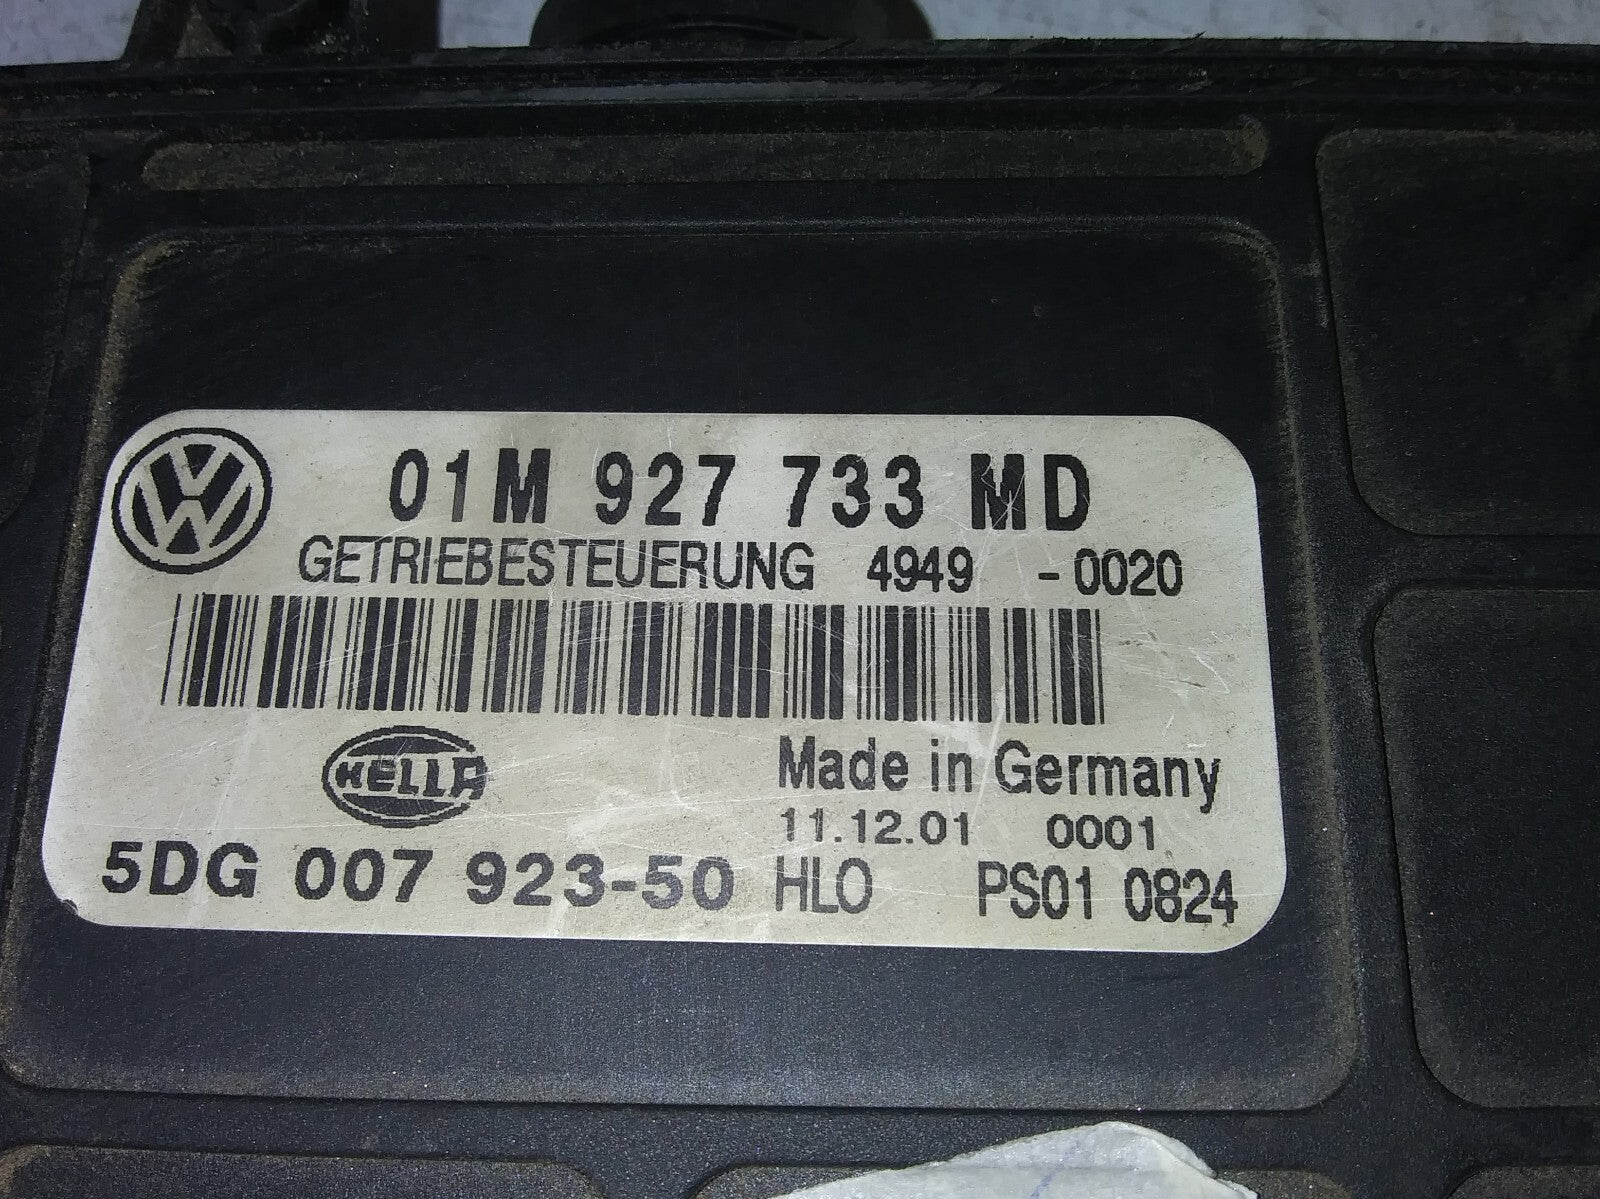 01M 927 733 MD
GETRIEBESTEUERUNG 4949 -0020
HELLA
Made in Germany
11.12.01 0001
5DG 007 923-50 HLO PS01 0824